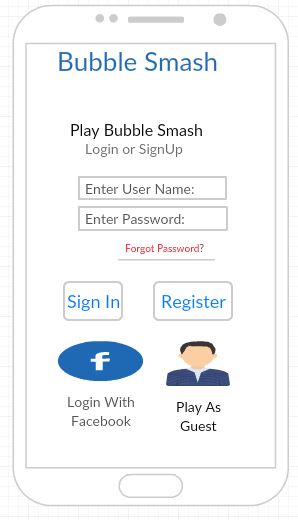 Bubble Smash
Play Bubble Smash
Login or SignUp
Enter User Name:
Enter Password:
Forgot Password?
Sign In
Register
f
Login With
Facebook
Play As
Guest